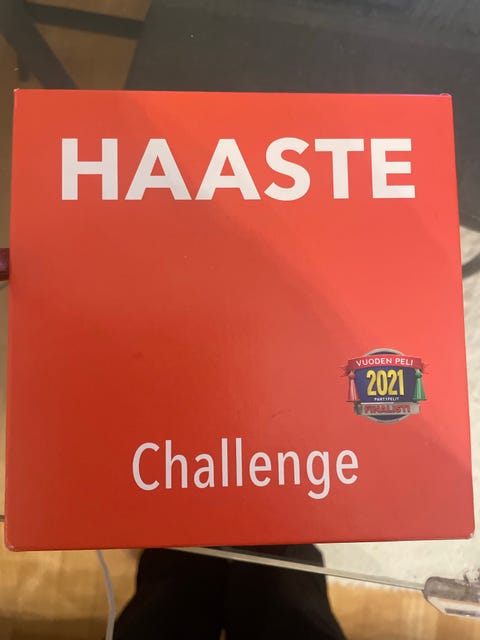 HAASTE
VUODEN PELI
2021
PARTYPELIT
FINALISTI
Challenge